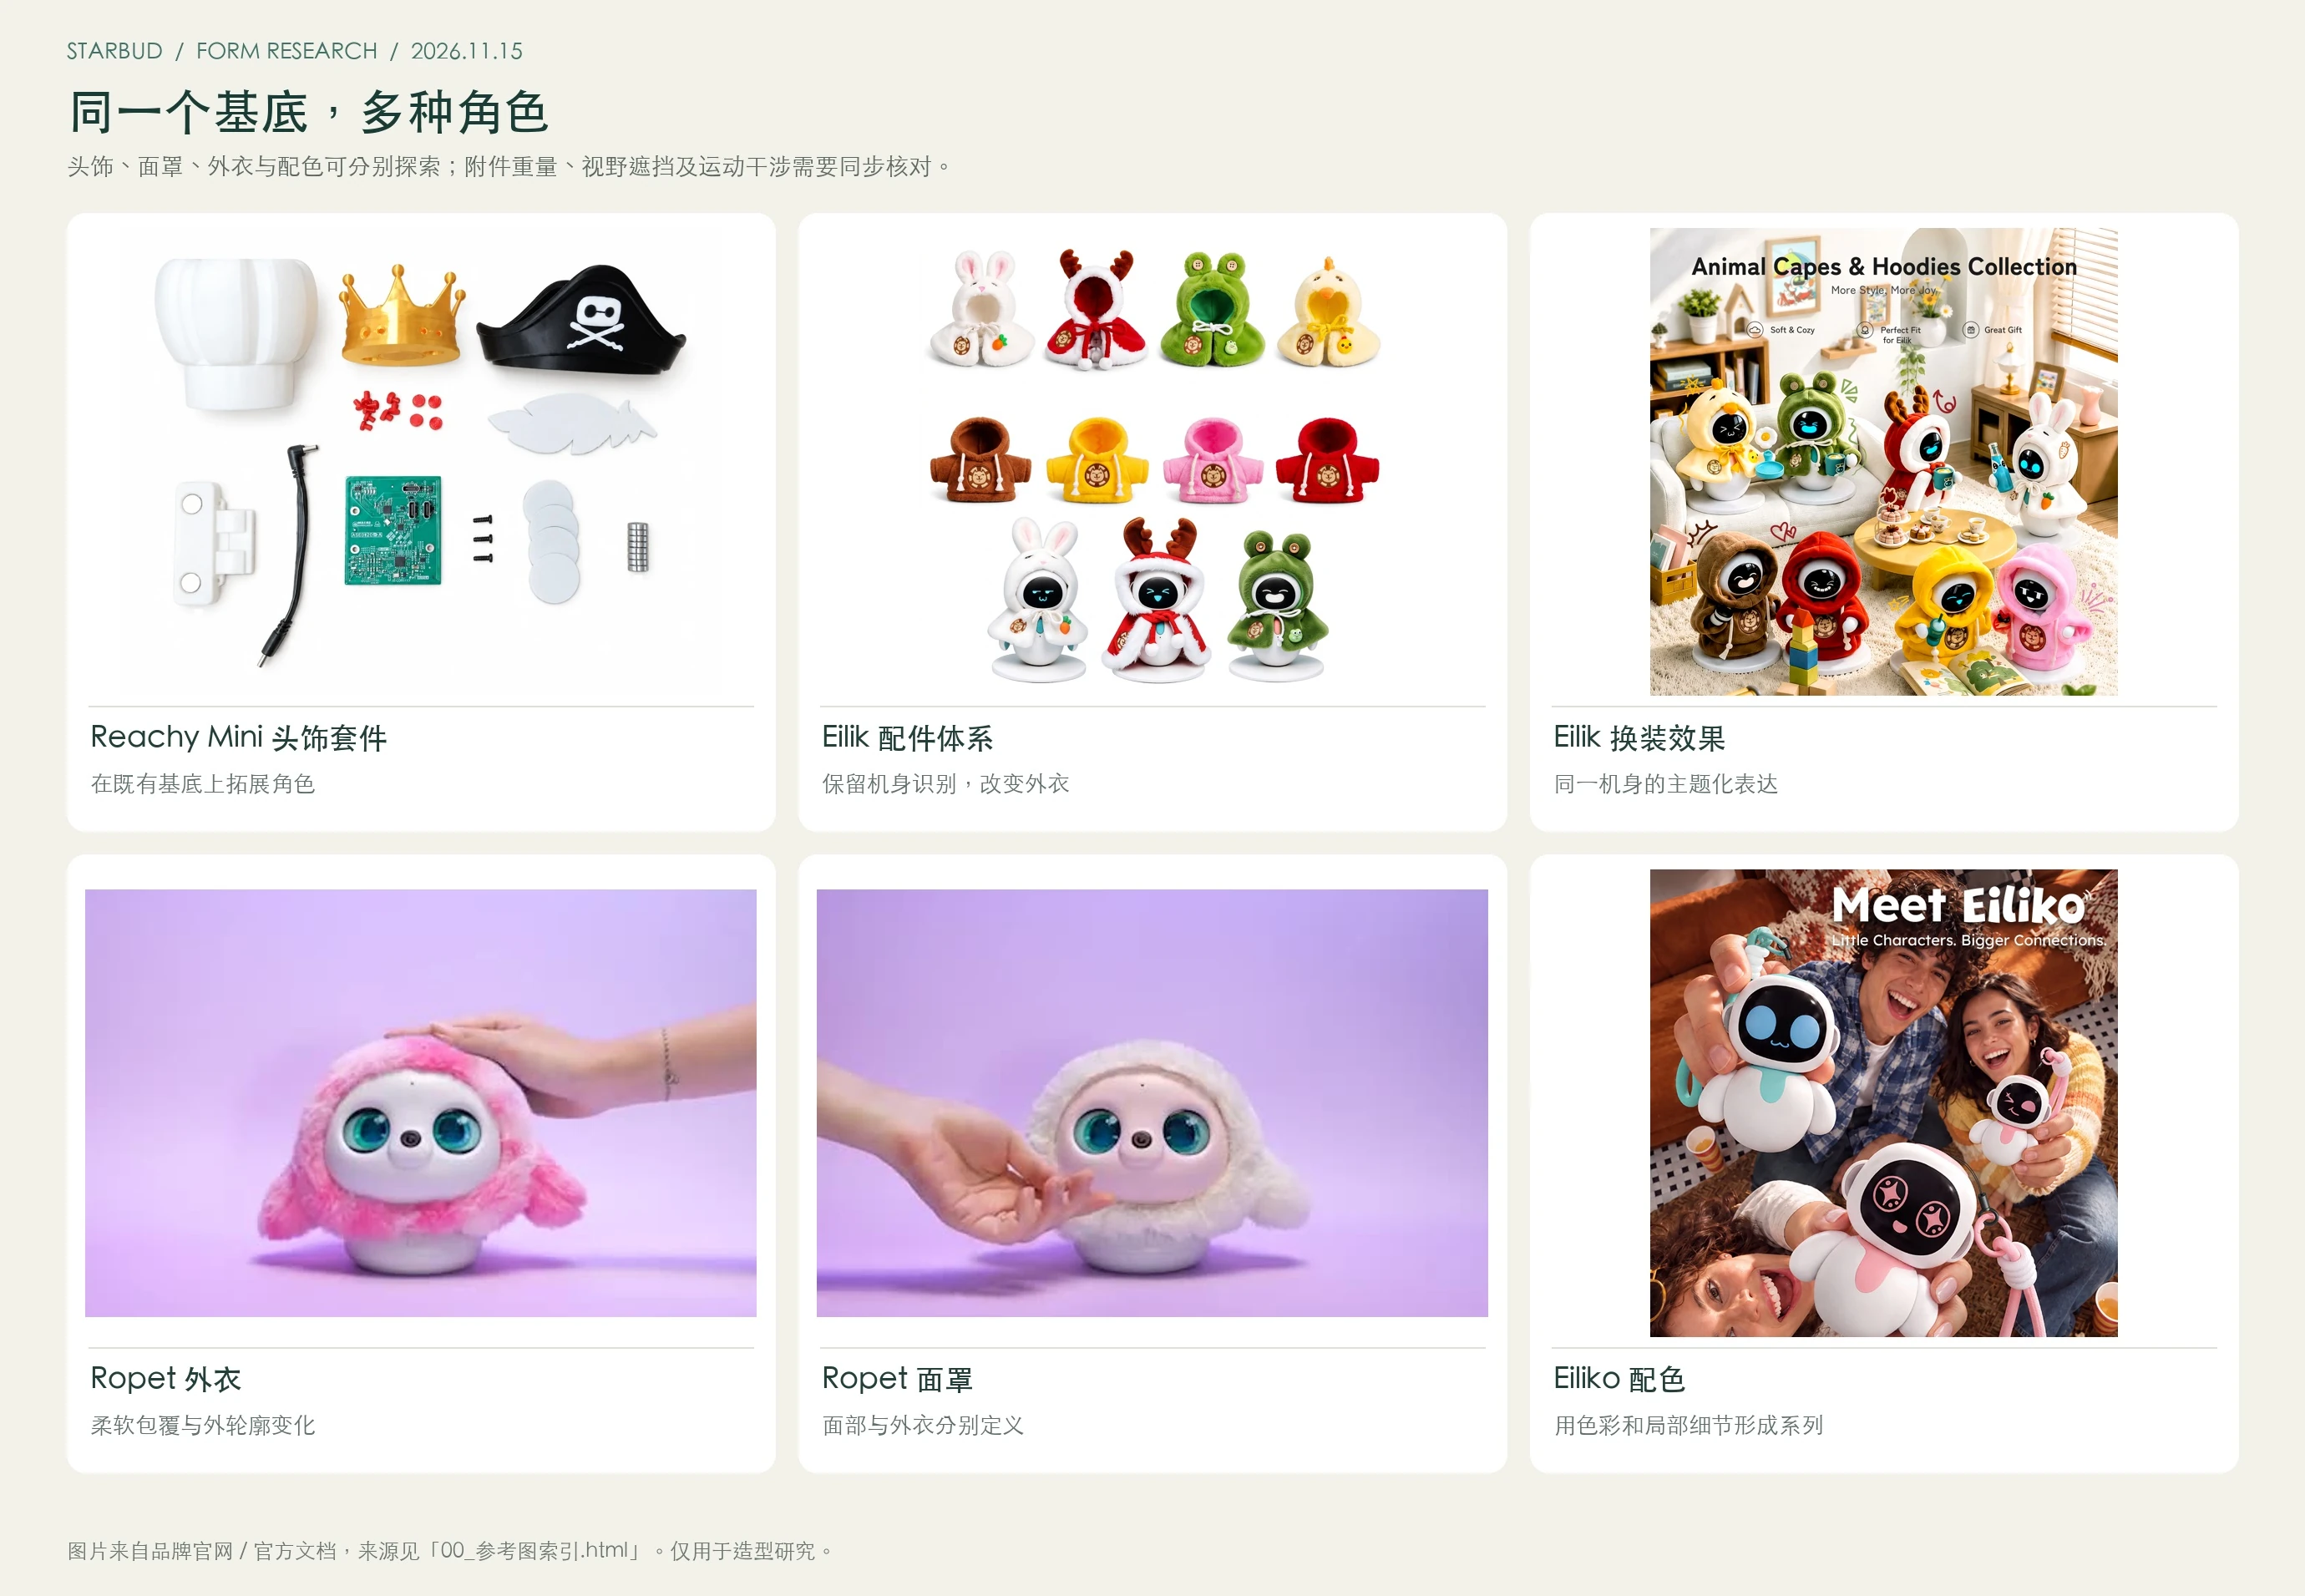 STARBUD / FORM RESEARCH / 2026.11.15
同一个基底，多种角色
头饰、面罩、外衣与配色可分别探索；附件重量、视野遮挡及运动干涉需要同步核对。
Animal Capes & Hoodies Collection
More Style, More Joy
Soft & Cozy
Perfect Fit
for Eilik
Great Gift
Reachy Mini 头饰套件
在既有基底上拓展角色
Eilik 配件体系
保留机身识别，改变外衣
Eilik 换装效果
同一机身的主题化表达
Meet Eiliko
Little Characters. Bigger Connections.
Ropet 外衣
柔软包覆与外轮廓变化
Ropet 面罩
面部与外衣分别定义
Eiliko 配色
用色彩和局部细节形成系列
图片来自品牌官网 / 官方文档，来源见「00_参考图索引.html」。仅用于造型研究。